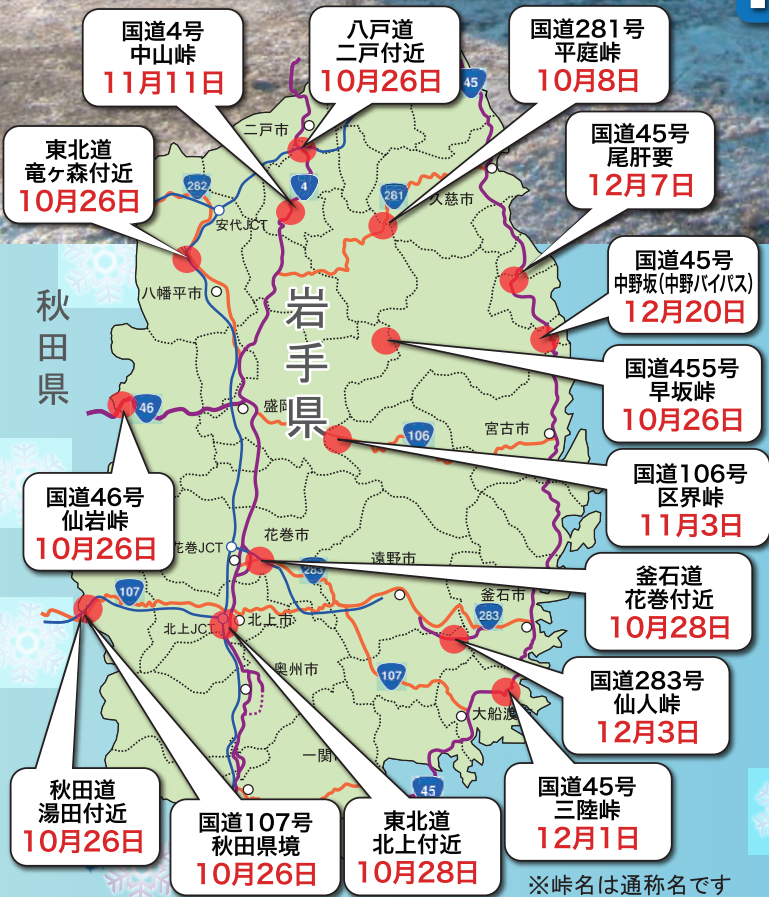 国道4号
中山峠
11月11日
八戸道
二戸付近
10月26日
国道281号
平庭峠
10月8日
45
東北道
竜ヶ森付近
10月26日
二戸市
国道45号
尾肝要
12月7日
282
4
281
久慈市
安代JCT
国道45号
中野坂(中野バイパス)
12月20日
八幡平市
秋田県
岩手県
国道455号
早坂峠
10月26日
46
盛岡
106
宮古市
国道106号
区界峠
11月3日
国道46号
仙岩峠
10月26日
花巻JCT
花巻市
遠野市
283
釜石道
花巻付近
10月28日
107
釜石市
283
北上JCT
北上市
奥州市
107
国道283号
仙人峠
12月3日
大船渡
一関
45
秋田道
湯田付近
10月26日
国道107号
秋田県境
10月26日
東北道
北上付近
10月28日
国道45号
三陸峠
12月1日
※峠名は通称名です